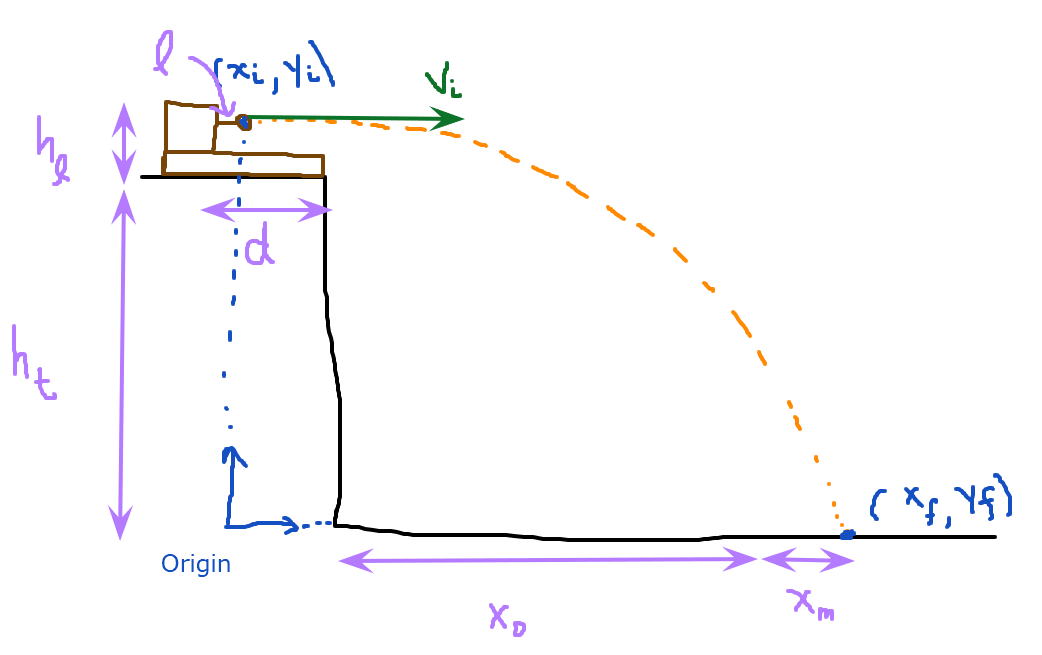 l
(xi, yi)
vi
hl
d
ht
(xf, yf)
Origin
xD
xm